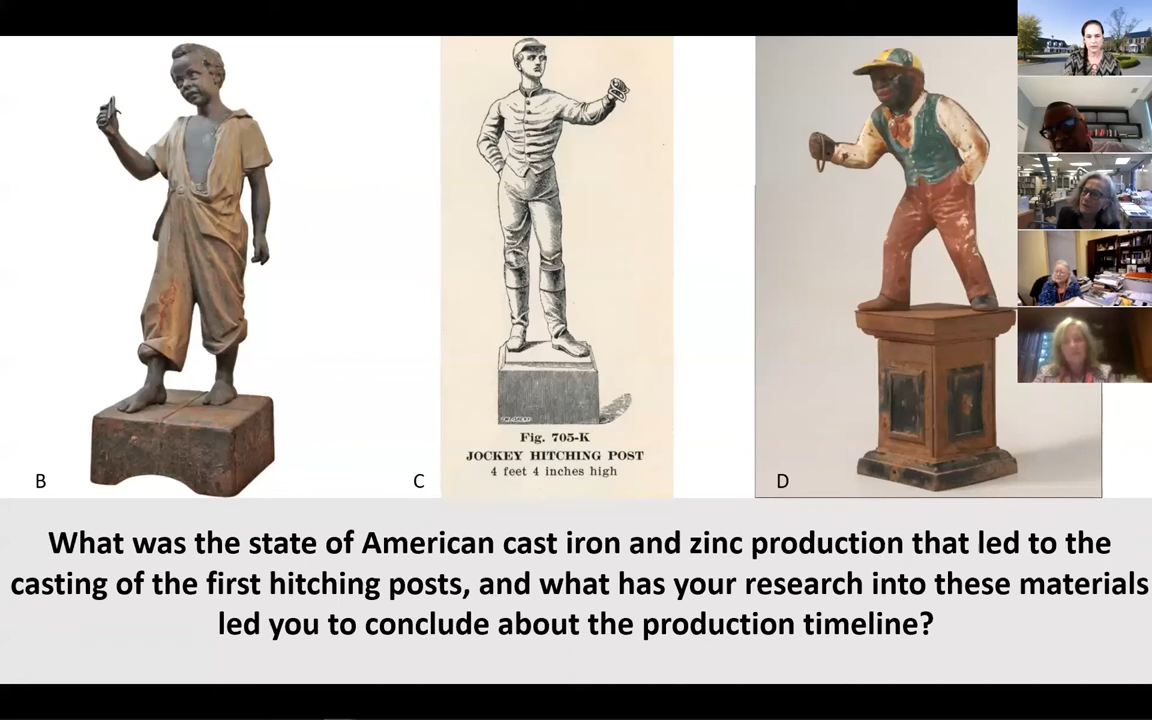 B
C
D
Fig. 705-K
JOCKEY HITCHING POST
4 feet 4 inches high
What was the state of American cast iron and zinc production that led to the
casting of the first hitching posts, and what has your research into these materials
led you to conclude about the production timeline?